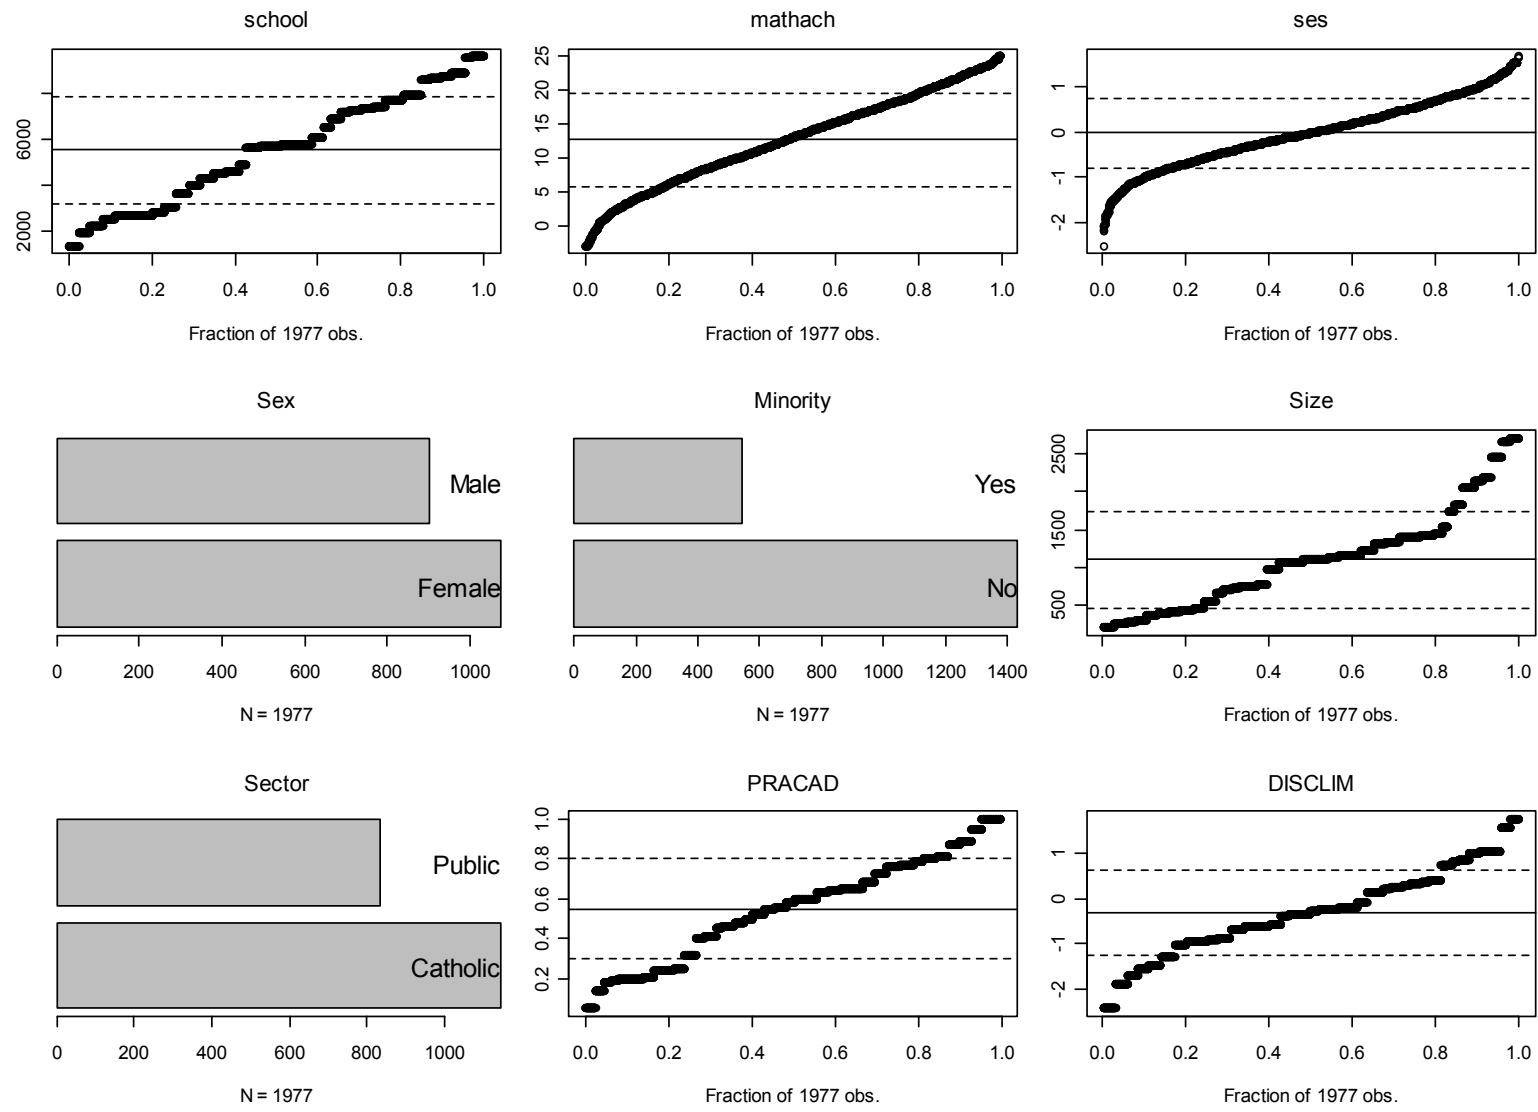 school
2000
6000
0.0 0.2 0.4 0.6 0.8 1.0
Fraction of 1977 obs.
mathach
0 5 10 15 20 25
0.0 0.2 0.4 0.6 0.8 1.0
Fraction of 1977 obs.
ses
-2 -1 0 1
0.0 0.2 0.4 0.6 0.8 1.0
Fraction of 1977 obs.
Sex
Male
Female
0 200 400 600 800 1000
N = 1977
Minority
Yes
No
0 200 400 600 800 1000 1200 1400
N = 1977
Size
500 1500 2500
0.0 0.2 0.4 0.6 0.8 1.0
Fraction of 1977 obs.
Sector
Public
Catholic
0 200 400 600 800 1000
N = 1977
PRACAD
0.2 0.4 0.6 0.8 1.0
0.0 0.2 0.4 0.6 0.8 1.0
Fraction of 1977 obs.
DISCLIM
-2 -1 0 1
0.0 0.2 0.4 0.6 0.8 1.0
Fraction of 1977 obs.